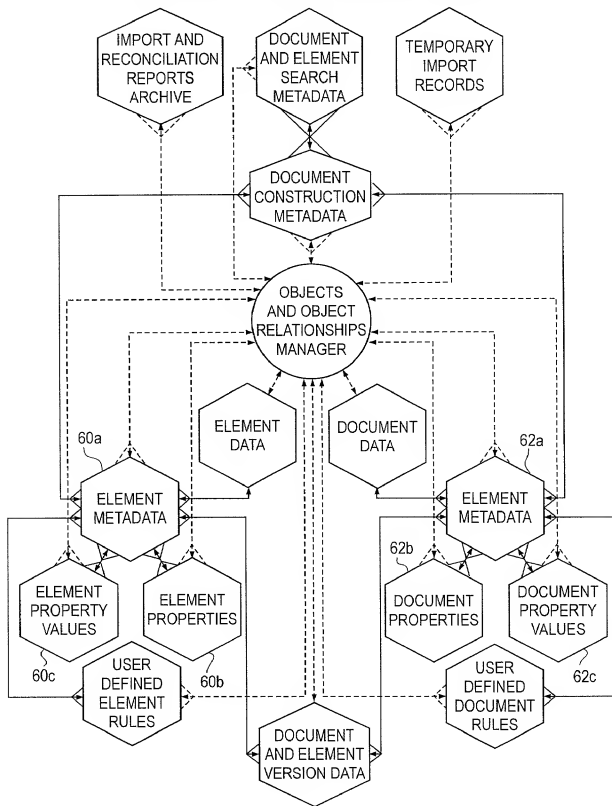 IMPORT AND
RECONCILIATION
REPORTS
ARCHIVE
DOCUMENT
AND ELEMENT
SEARCH
METADATA
TEMPORARY
IMPORT
RECORDS
DOCUMENT
CONSTRUCTION
METADATA
OBJECTS
AND OBJECT
RELATIONSHIPS
MANAGER
ELEMENT
DATA
DOCUMENT
DATA
60a
ELEMENT
METADATA
62a
ELEMENT
METADATA
ELEMENT
PROPERTY
VALUES
60c
ELEMENT
PROPERTIES
60b
62b
DOCUMENT
PROPERTIES
DOCUMENT
PROPERTY
VALUES
62c
USER
DEFINED
ELEMENT
RULES
DOCUMENT
AND ELEMENT
VERSION DATA
USER
DEFINED
DOCUMENT
RULES